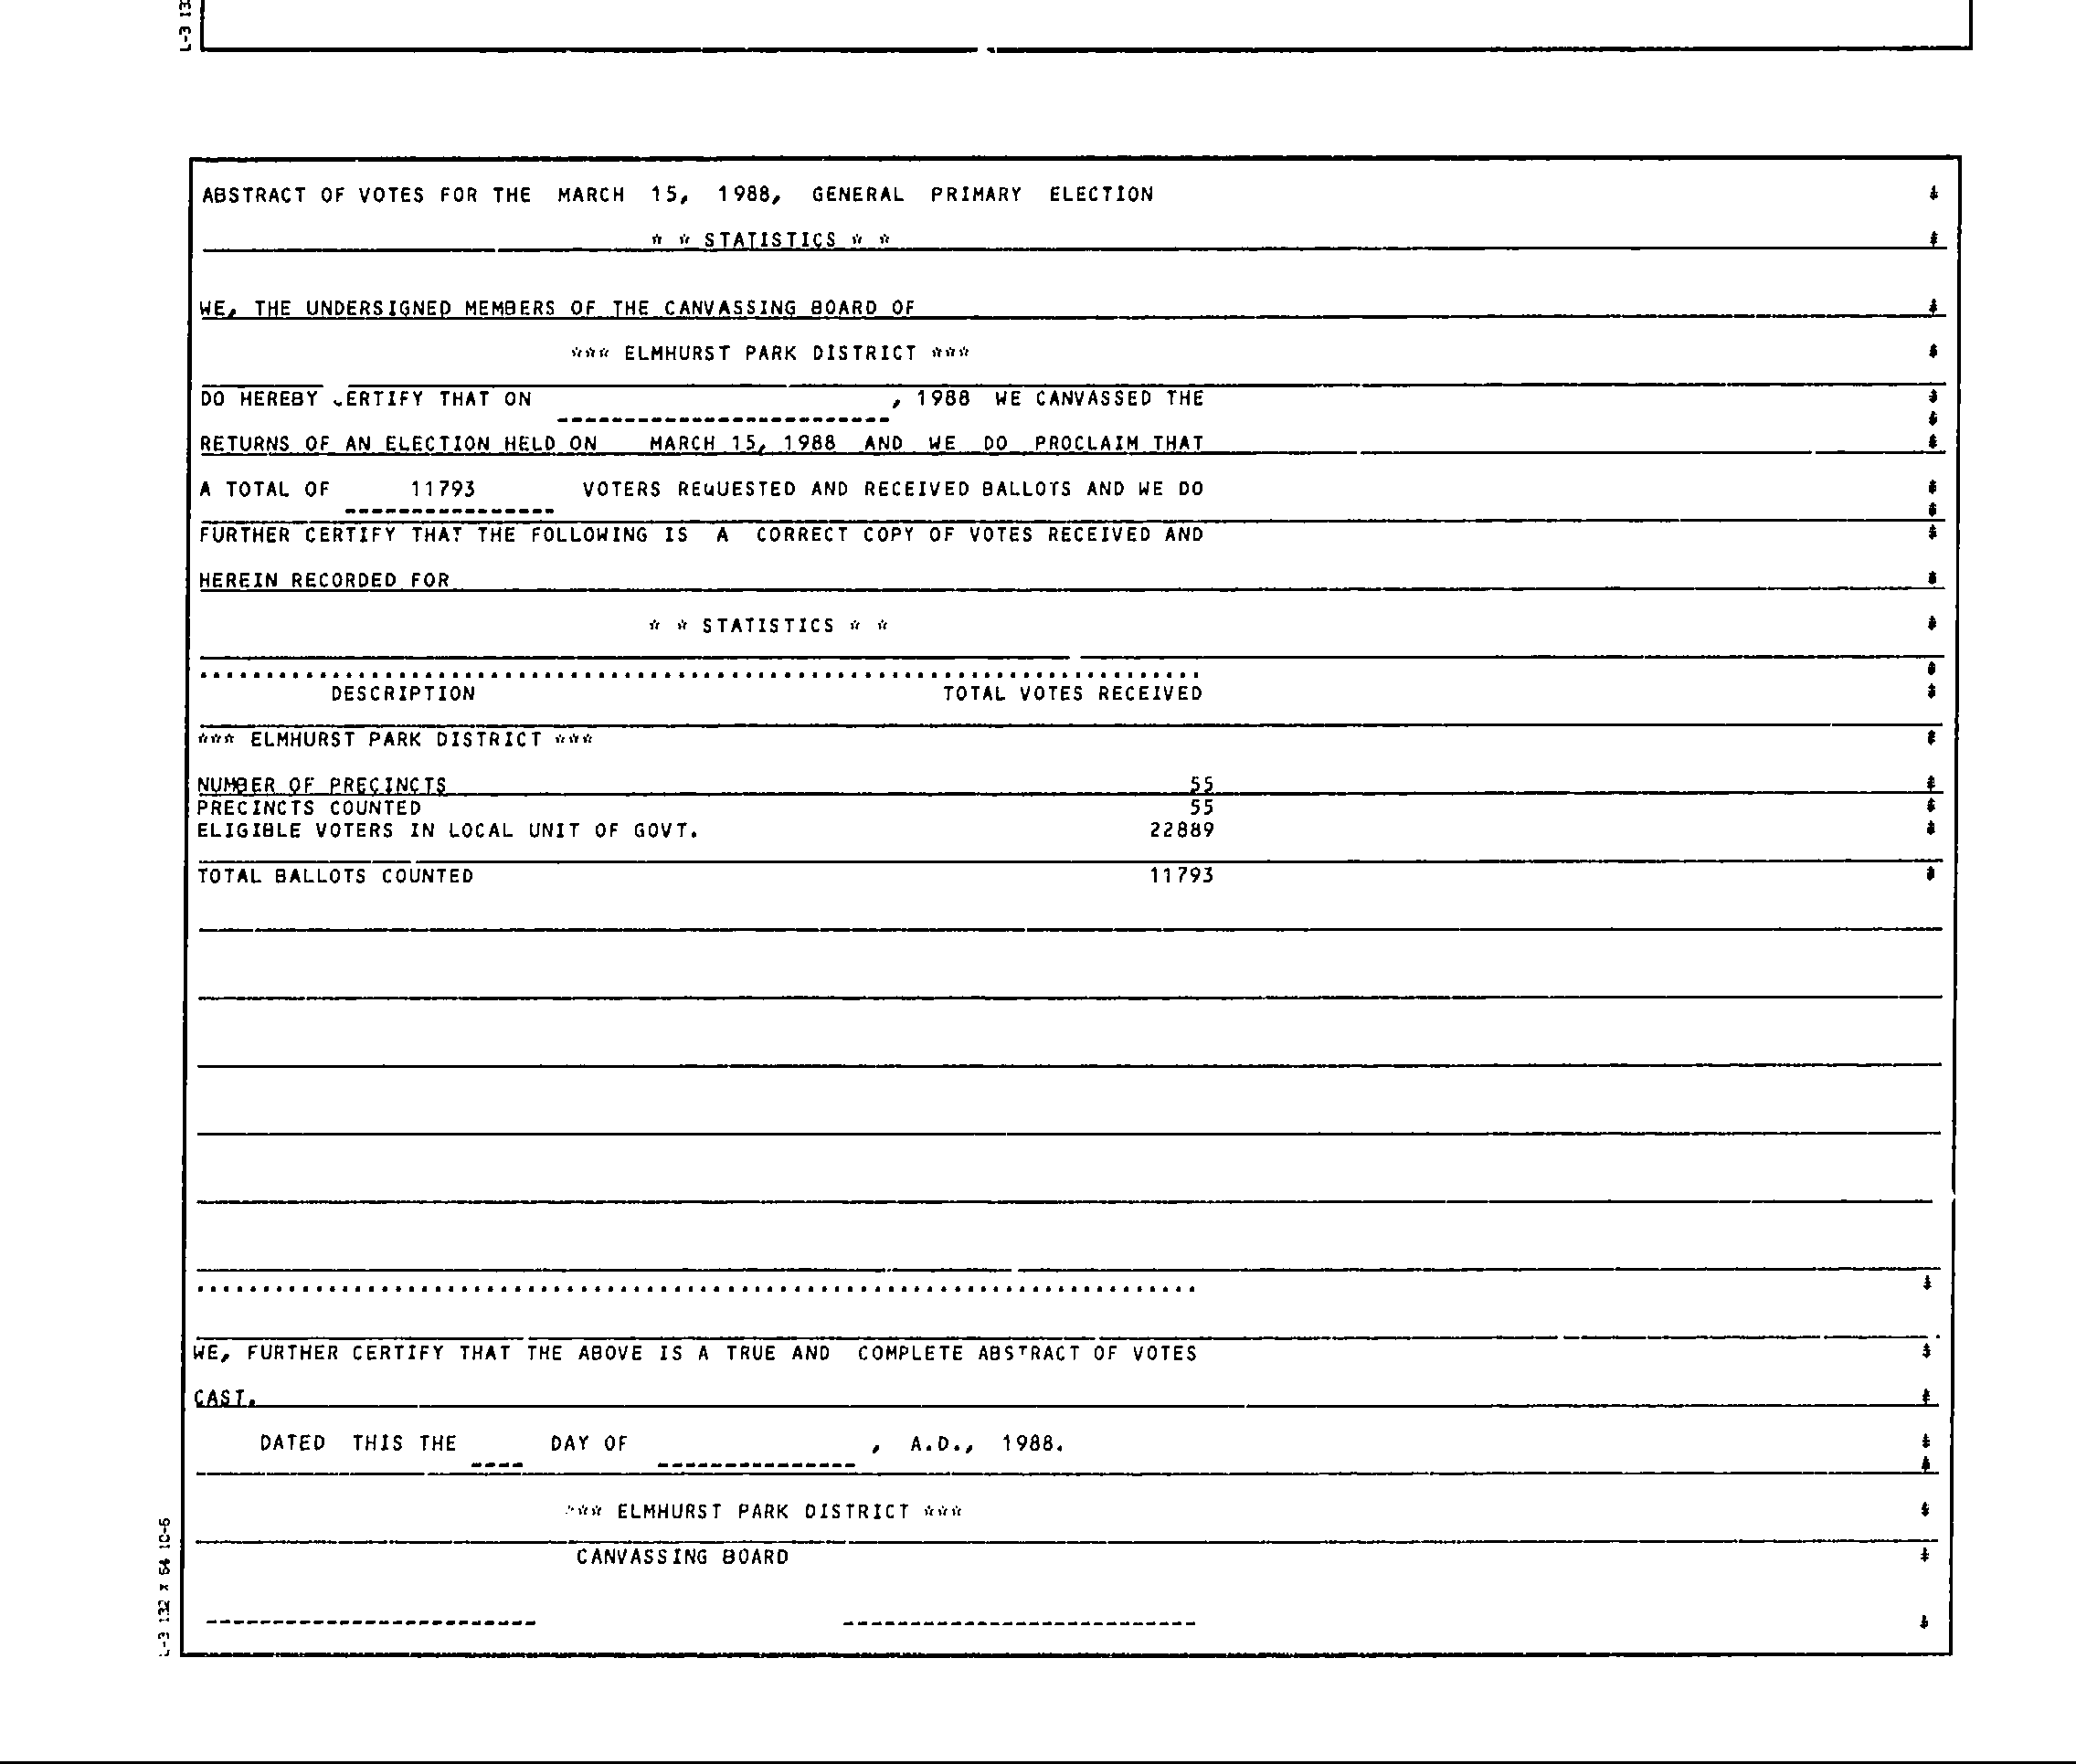 L-3 13
ABSTRACT OF VOTES FOR THE MARCH 15, 1988, GENERAL PRIMARY ELECTION
* * STATISTICS * *
WE, THE UNDERSIGNED MEMBERS OF THE CANVASSING BOARD OF
*** ELMHURST PARK DISTRICT ***
DO HEREBY CERTIFY THAT ON , 1988 WE CANVASSED THE
RETURNS OF AN ELECTION HELD ON MARCH 15, 1988 AND WE DO PROCLAIM THAT
A TOTAL OF 11793 VOTERS REQUESTED AND RECEIVED BALLOTS AND WE DO
FURTHER CERTIFY THAT THE FOLLOWING IS A CORRECT COPY OF VOTES RECEIVED AND
HEREIN RECORDED FOR
* * STATISTICS * *
DESCRIPTION TOTAL VOTES RECEIVED
*** ELMHURST PARK DISTRICT ***
NUMBER OF PRECINCTS 55
PRECINCTS COUNTED 55
ELIGIBLE VOTERS IN LOCAL UNIT OF GOVT. 22889
TOTAL BALLOTS COUNTED 11793
WE, FURTHER CERTIFY THAT THE ABOVE IS A TRUE AND COMPLETE ABSTRACT OF VOTES
CAST.
DATED THIS THE DAY OF , A.D., 1988.
*** ELMHURST PARK DISTRICT ***
CANVASSING BOARD
L-3 132 x 64 10-6